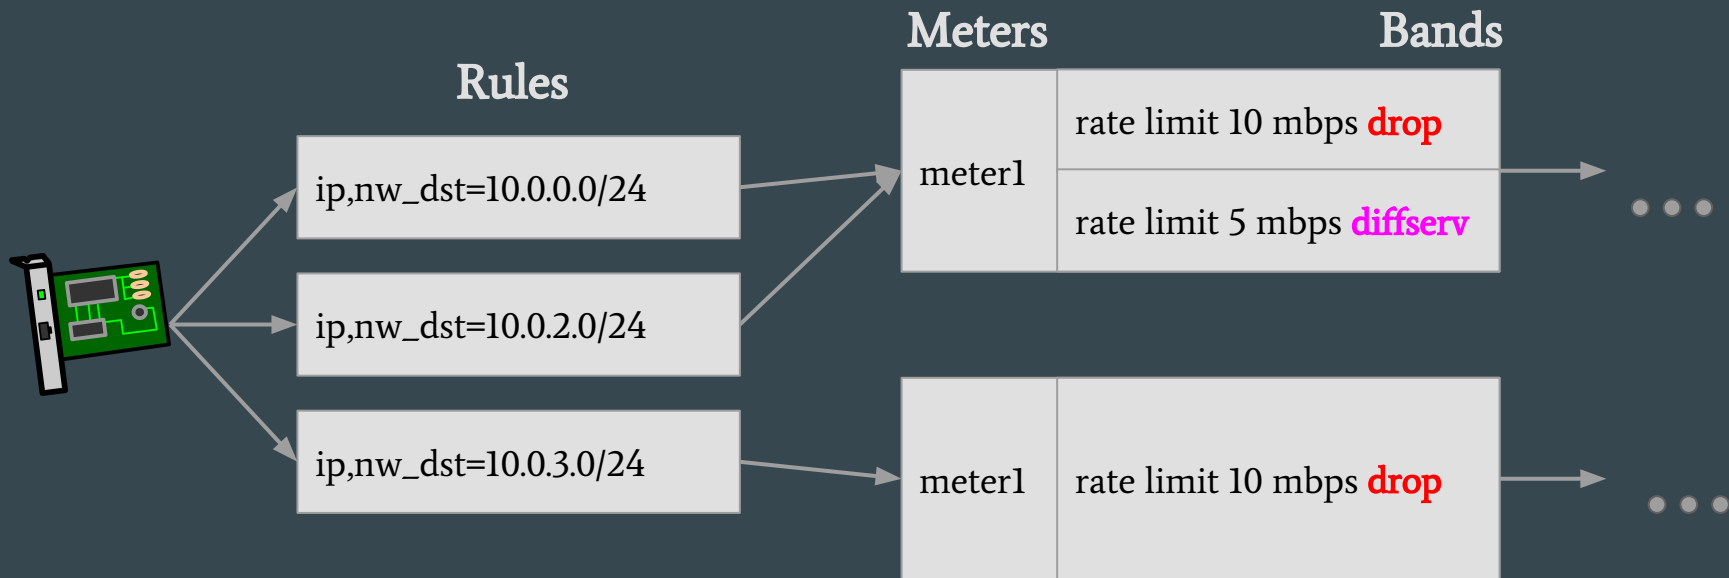 Rules
ip,nw_dst=10.0.0.0/24
ip,nw_dst=10.0.2.0/24
ip,nw_dst=10.0.3.0/24
Meters
Bands
meter1
rate limit 10 mbps drop
rate limit 5 mbps diffserv
meter1
rate limit 10 mbps drop